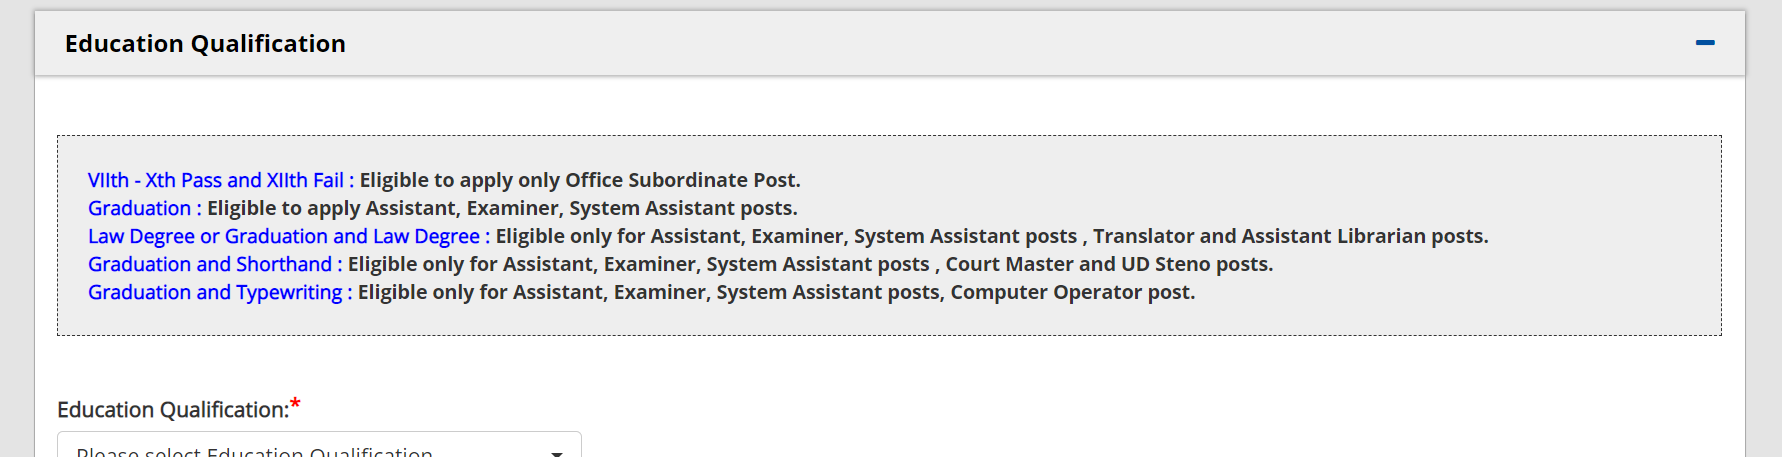 Education Qualification
VIIth - Xth Pass and XIIth Fail : Eligible to apply only Office Subordinate Post.
Graduation : Eligible to apply Assistant, Examiner, System Assistant posts.
Law Degree or Graduation and Law Degree : Eligible only for Assistant, Examiner, System Assistant posts , Translator and Assistant Librarian posts.
Graduation and Shorthand : Eligible only for Assistant, Examiner, System Assistant posts , Court Master and UD Steno posts.
Graduation and Typewriting : Eligible only for Assistant, Examiner, System Assistant posts, Computer Operator post.
Education Qualification:*
Please select Education Qualification